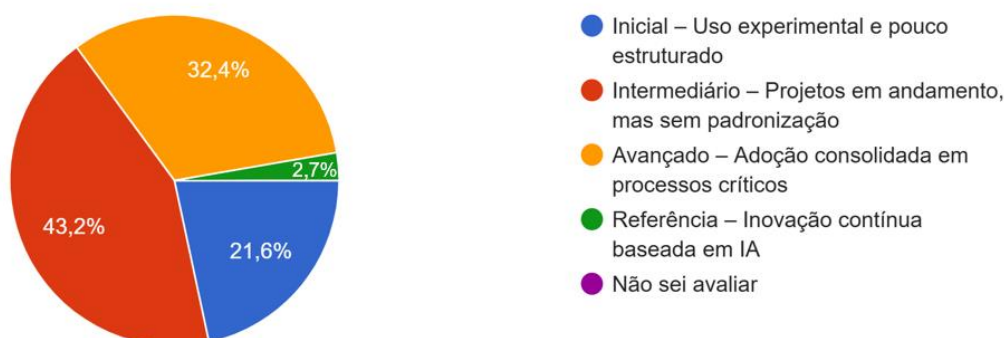 32,4%
2,7%
43,2%
21,6%
Inicial – Uso experimental e pouco
estruturado
Intermediário – Projetos em andamento,
mas sem padronização
Avançado – Adoção consolidada em
processos críticos
Referência – Inovação contínua
baseada em IA
Não sei avaliar